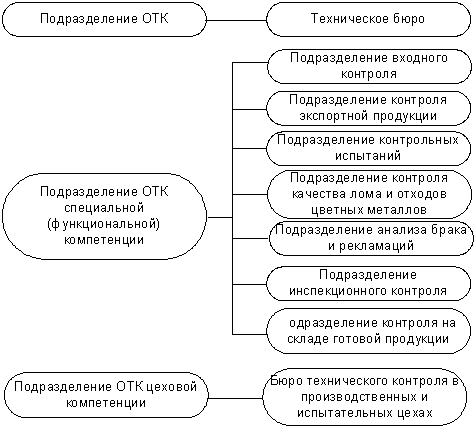 Подразделение ОТК
Техническое бюро
Подразделение ОТК
специальной
(функциональной)
компетенции
Подразделение входного
контроля
Подразделение контроля
экспортной продукции
Подразделение контрольных
испытаний
Подразделение контроля
качества лома и отходов
цветных металлов
Подразделение анализа брака
и рекламаций
Подразделение
инспекционного контроля
одразделение контроля на
складе готовой продукции
Подразделение ОТК цеховой
компетенции
Бюро технического контроля в
производственных и
испытательных цехах